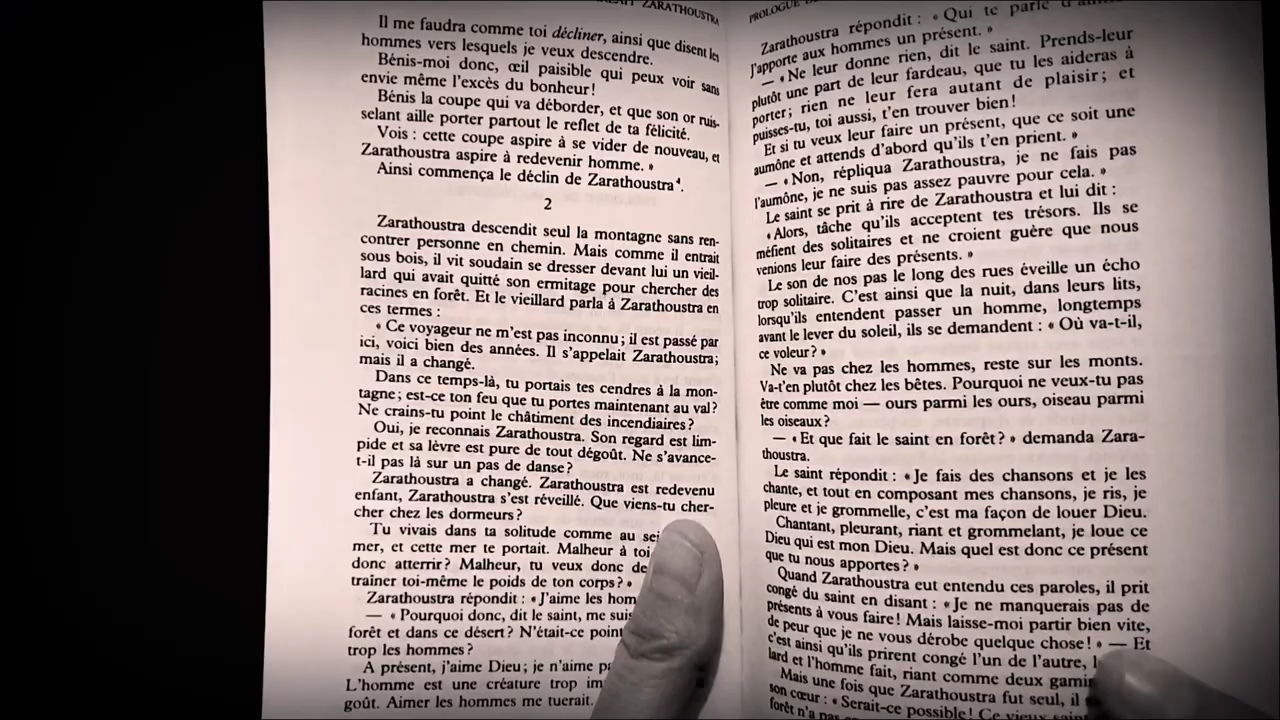 ZARATHOUSTRA
Il me faudra comme toi décliner, ainsi que disent les
hommes vers lesquels je veux descendre.
Bénis-moi donc, œil paisible qui peux voir sans
envie même l'excès du bonheur!
Bénis la coupe qui va déborder, et que son or ruis-
selant aille porter partout le reflet de ta félicité.
Vois : cette coupe aspire à se vider de nouveau, et
Zarathoustra aspire à redevenir homme. »
Ainsi commença le déclin de Zarathoustra⁴.
2
Zarathoustra descendit seul la montagne sans ren-
contrer personne en chemin. Mais comme il entrait
sous bois, il vit soudain se dresser devant lui un vieil-
lard qui avait quitté son ermitage pour chercher des
racines en forêt. Et le vieillard parla à Zarathoustra en
ces termes :
« Ce voyageur ne m'est pas inconnu; il est passé par
ici, voici bien des années. Il s'appelait Zarathoustra;
mais il a changé.
Dans ce temps-là, tu portais tes cendres à la mon-
tagne; est-ce ton feu que tu portes maintenant au val?
Ne crains-tu point le châtiment des incendiaires?
Oui, je reconnais Zarathoustra. Son regard est lim-
pide et sa lèvre est pure de tout dégoût. Ne s'avance-
t-il pas là sur un pas de danse?
Zarathoustra a changé. Zarathoustra est redevenu
enfant, Zarathoustra s'est réveillé. Que viens-tu cher-
cher chez les dormeurs?
Tu vivais dans ta solitude comme au
mer, et cette mer te portait. Malheur à toi
donc atterrir? Malheur, tu veux donc de
traîner toi-même le poids de ton corps? »
Zarathoustra répondit : « J'aime les
— « Pourquoi donc, dit le saint, me
forêt et dans ce désert? N'était-ce point
trop les hommes?
A présent, j'aime Dieu; je n'aime
L'homme est une créature trop
goût. Aimer les hommes me tuerait.
PROLOGUE
Zarathoustra répondit : « Qui te parle
J'apporte aux hommes un présent. »
— « Ne leur donne rien, dit le saint. Prends-leur
plutôt une part de leur fardeau, que tu les aideras à
porter; rien ne leur fera autant de plaisir; et
puisses-tu, toi aussi, t'en trouver bien!
Et si tu veux leur faire un présent, que ce soit une
aumône et attends d'abord qu'ils t'en prient. »
— « Non, répliqua Zarathoustra, je ne fais pas
l'aumône, je ne suis pas assez pauvre pour cela. »
Le saint se prit à rire de Zarathoustra et lui dit :
« Alors, tâche qu'ils acceptent tes trésors. Ils se
méfient des solitaires et ne croient guère que nous
venions leur faire des présents. »
Le son de nos pas le long des rues éveille un écho
trop solitaire. C'est ainsi que la nuit, dans leurs lits,
lorsqu'ils entendent passer un homme, longtemps
avant le lever du soleil, ils se demandent : « Où va-t-il,
ce voleur? »
Ne va pas chez les hommes, reste sur les monts.
Va-t'en plutôt chez les bêtes. Pourquoi ne veux-tu pas
être comme moi — ours parmi les ours, oiseau parmi
les oiseaux?
— « Et que fait le saint en forêt? » demanda Zara-
thoustra.
Le saint répondit : « Je fais des chansons et je les
chante, et tout en composant mes chansons, je ris, je
pleure et je grommelle, c'est ma façon de louer Dieu.
Chantant, pleurant, riant et grommelant, je loue ce
Dieu qui est mon Dieu. Mais quel est donc ce présent
que tu nous apportes? »
Quand Zarathoustra eut entendu ces paroles, il prit
congé du saint en disant : « Je ne manquerais pas de
présents à vous faire! Mais laisse-moi partir bien vite,
de peur que je ne vous dérobe quelque chose! » — Et
c'est ainsi qu'ils prirent congé l'un de l'autre,
lard et l'homme fait, riant comme deux
Mais une fois que Zarathoustra fut seul, il
son cœur : « Serait-ce possible! Ce vieux
forêt n'a pas